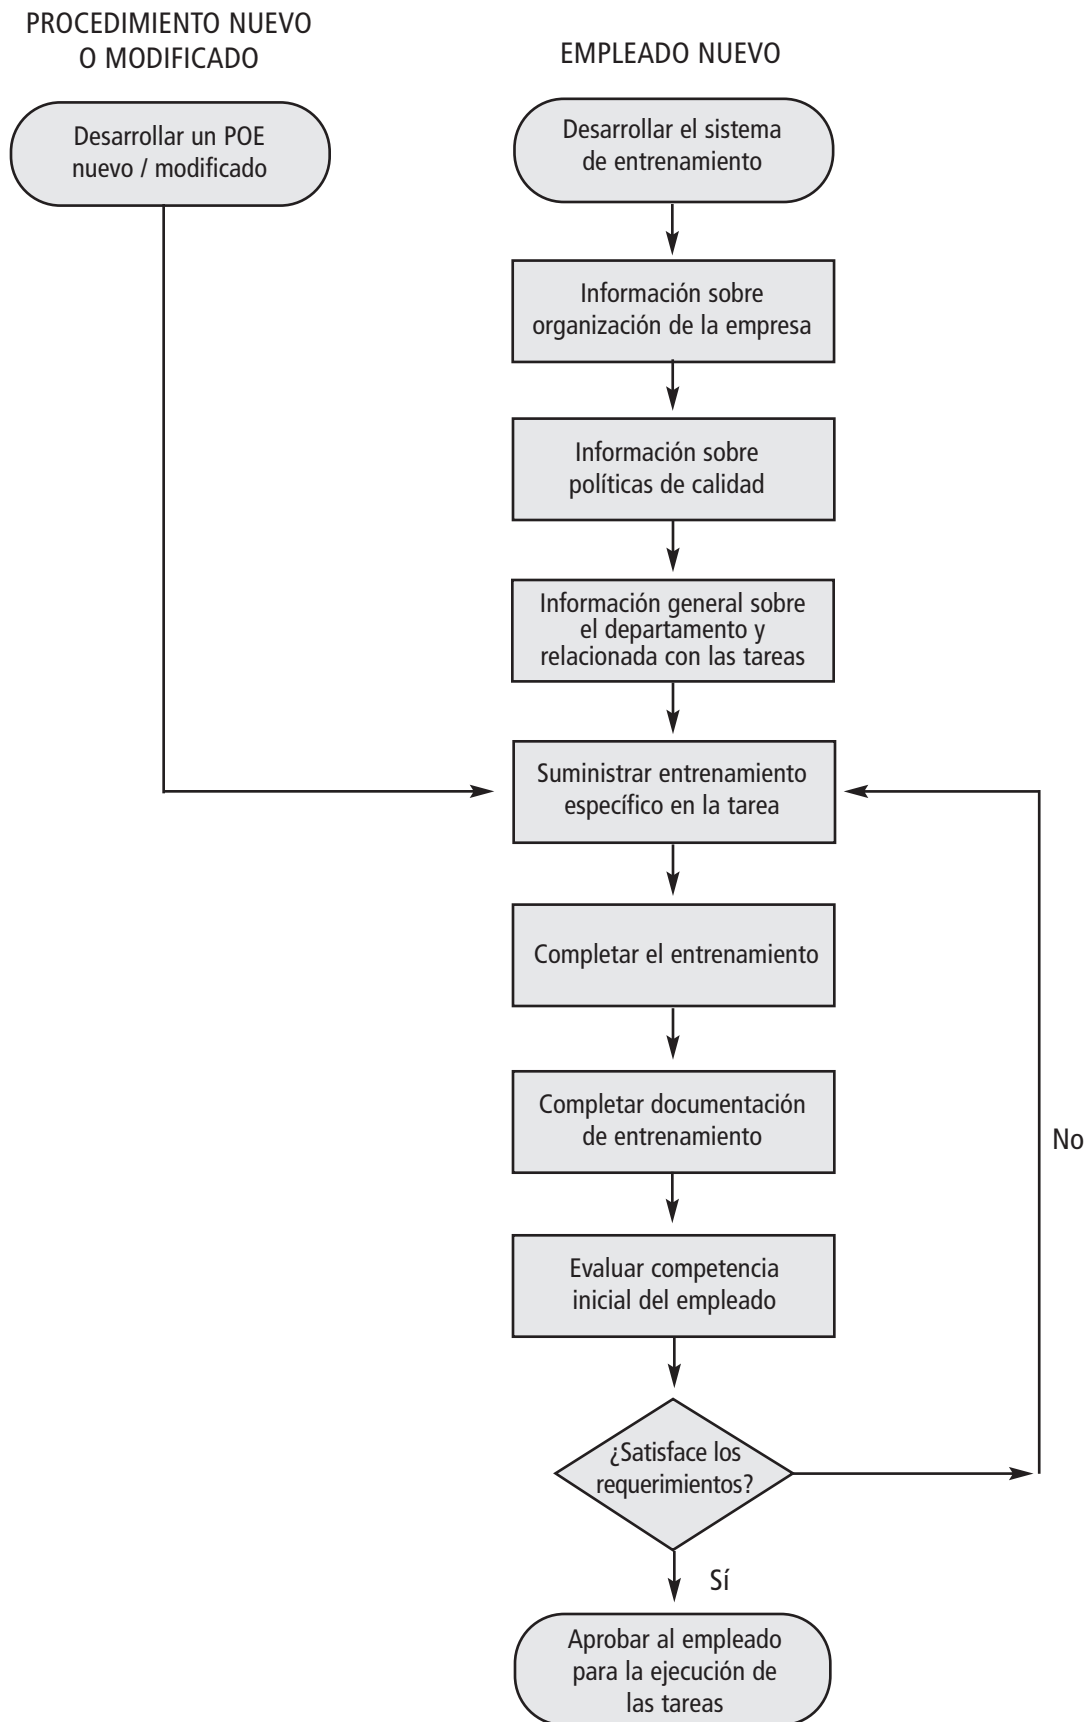 PROCEDIMIENTO NUEVO
O MODIFICADO
EMPLEADO NUEVO
Desarrollar un POE
nuevo / modificado
Desarrollar el sistema
de entrenamiento
Información sobre
organización de la empresa
Información sobre
políticas de calidad
Información general sobre
el departamento y
relacionada con las tareas
Suministrar entrenamiento
específico en la tarea
Completar el entrenamiento
Completar documentación
de entrenamiento
No
Evaluar competencia
inicial del empleado
¿Satisface los
requerimientos?
Sí
Aprobar al empleado
para la ejecución de
las tareas